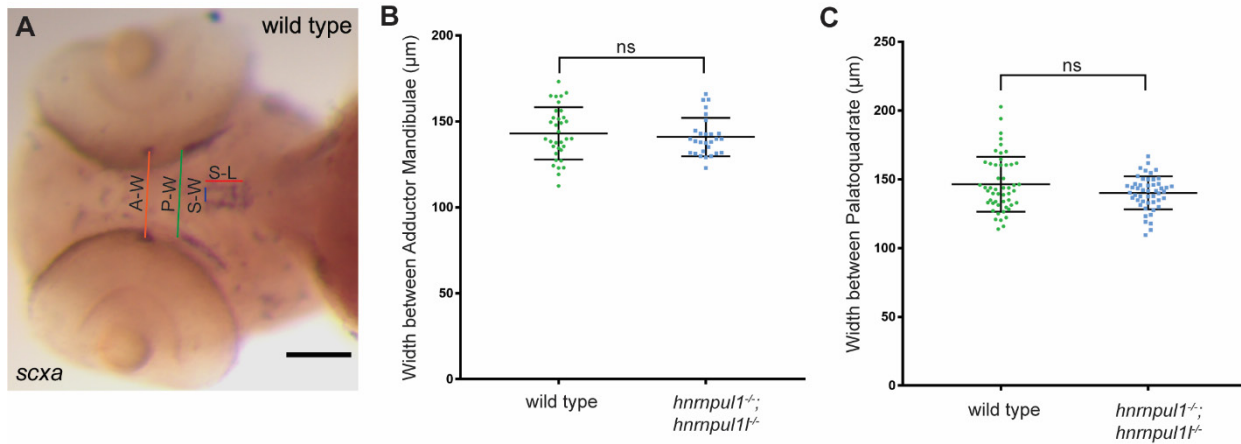 A
wild type
A-W
P-W
S-W
S-L
scxa
B
ns
Width between Adductor Mandibulae (μm)
200
150
100
50
0
wild type
hnrnpul1-/-;
hnrnpul1l-/-
C
ns
Width between Palatoquadrate (μm)
250
200
150
100
50
0
wild type
hnrnpul1-/-;
hnrnpul1l-/-